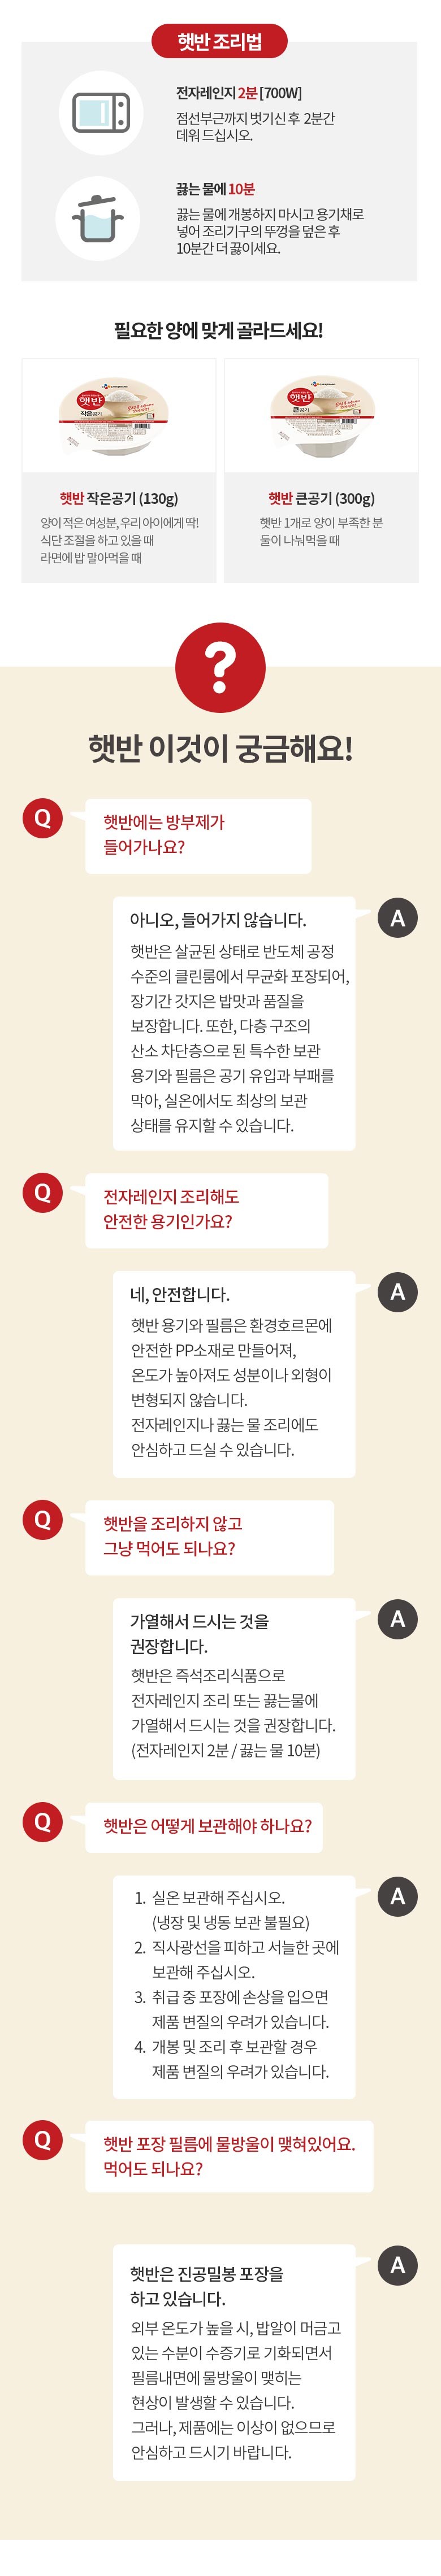 햇반 조리법
전자레인지 2분 [700W]
점선부근까지 벗기신 후 2분간
데워 드십시오.
끓는 물에 10분
끓는 물에 개봉하지 마시고 용기채로
넣어 조리기구의 뚜껑을 덮은 후
10분간 더 끓이세요.
필요한 양에 맞게 골라드세요!
햇반
작은공기
햇반
큰공기
햇반 작은공기 (130g)
양이 적은 여성분, 우리 아이에게 딱!
식단 조절을 하고 있을 때
라면에 밥 말아먹을 때
햇반 큰공기 (300g)
햇반 1개로 양이 부족한 분
둘이 나눠먹을 때
?
햇반 이것이 궁금해요!
Q
햇반에는 방부제가
들어가나요?
A
아니오, 들어가지 않습니다.
햇반은 살균된 상태로 반도체 공정
수준의 클린룸에서 무균화 포장되어,
장기간 갓지은 밥맛과 품질을
보장합니다. 또한, 다층 구조의
산소 차단층으로 된 특수한 보관
용기와 필름은 공기 유입과 부패를
막아, 실온에서도 최상의 보관
상태를 유지할 수 있습니다.
Q
전자레인지 조리해도
안전한 용기인가요?
A
네, 안전합니다.
햇반 용기와 필름은 환경호르몬에
안전한 PP소재로 만들어져,
온도가 높아져도 성분이나 외형이
변형되지 않습니다.
전자레인지나 끓는 물 조리에도
안심하고 드실 수 있습니다.
Q
햇반을 조리하지 않고
그냥 먹어도 되나요?
A
가열해서 드시는 것을
권장합니다.
햇반은 즉석조리식품으로
전자레인지 조리 또는 끓는물에
가열해서 드시는 것을 권장합니다.
(전자레인지 2분 / 끓는 물 10분)
Q
햇반은 어떻게 보관해야 하나요?
A
1. 실온 보관해 주십시오.
(냉장 및 냉동 보관 불필요)
2. 직사광선을 피하고 서늘한 곳에
보관해 주십시오.
3. 취급 중 포장에 손상을 입으면
제품 변질의 우려가 있습니다.
4. 개봉 및 조리 후 보관할 경우
제품 변질의 우려가 있습니다.
Q
햇반 포장 필름에 물방울이 맺혀있어요.
먹어도 되나요?
A
햇반은 진공밀봉 포장을
하고 있습니다.
외부 온도가 높을 시, 밥알이 머금고
있는 수분이 수증기로 기화되면서
필름내면에 물방울이 맺히는
현상이 발생할 수 있습니다.
그러나, 제품에는 이상이 없으므로
안심하고 드시기 바랍니다.